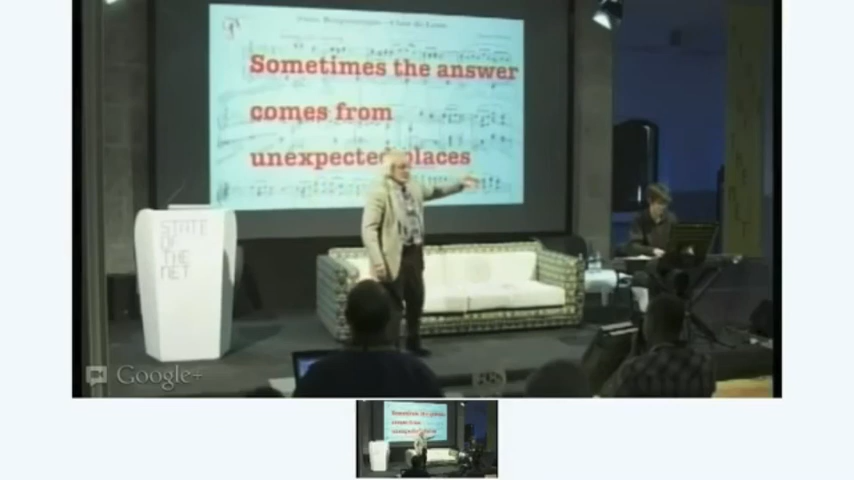 Sometimes the answer
comes from
unexpected places
STATE
OF
THE
NET
Google+